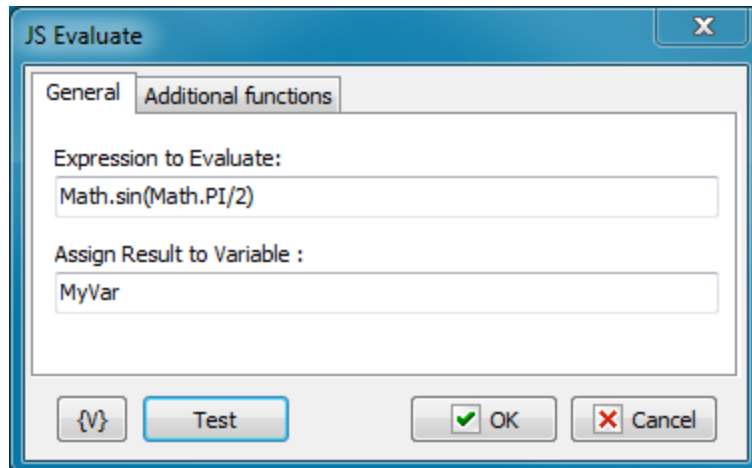 JS Evaluate
General Additional functions
Expression to Evaluate:
Math.sin(Math.PI/2)
Assign Result to Variable :
MyVar
{V} Test OK Cancel